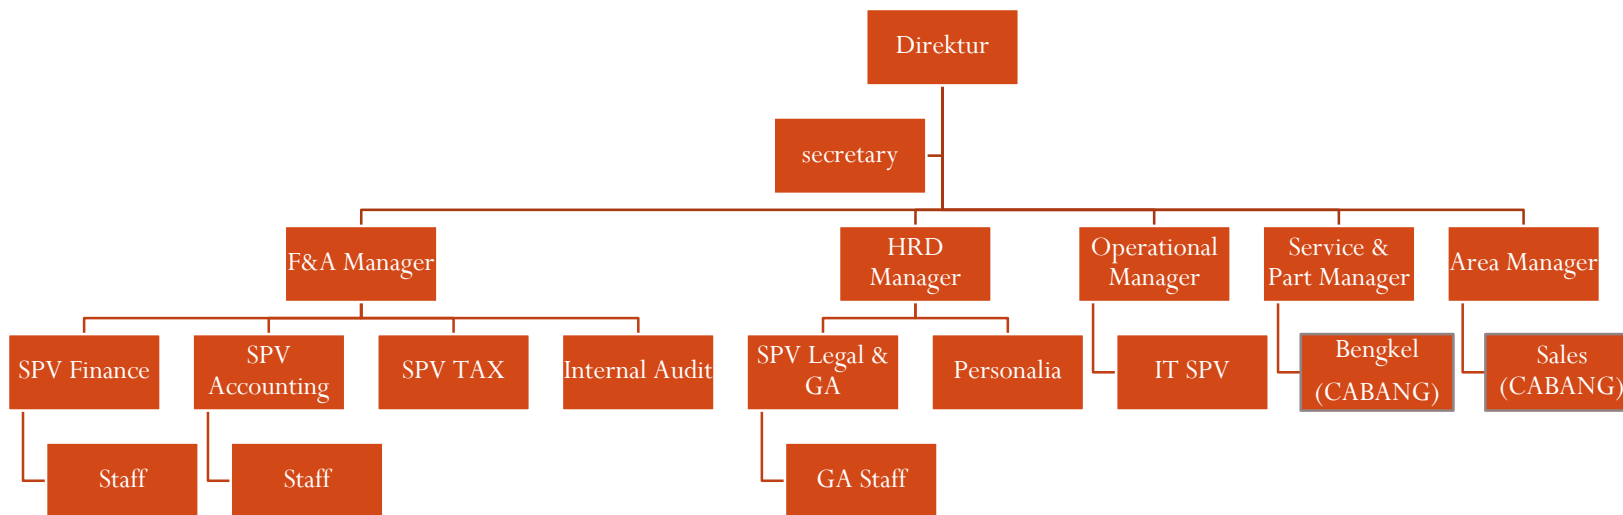 Direktur
secretary
F&A Manager
HRD
Manager
Operational
Manager
Service &
Part Manager
Area Manager
SPV Finance
SPV
Accounting
SPV TAX
Internal Audit
SPV Legal &
GA
Personalia
IT SPV
Bengkel
(CABANG)
Sales
(CABANG)
Staff
Staff
GA Staff